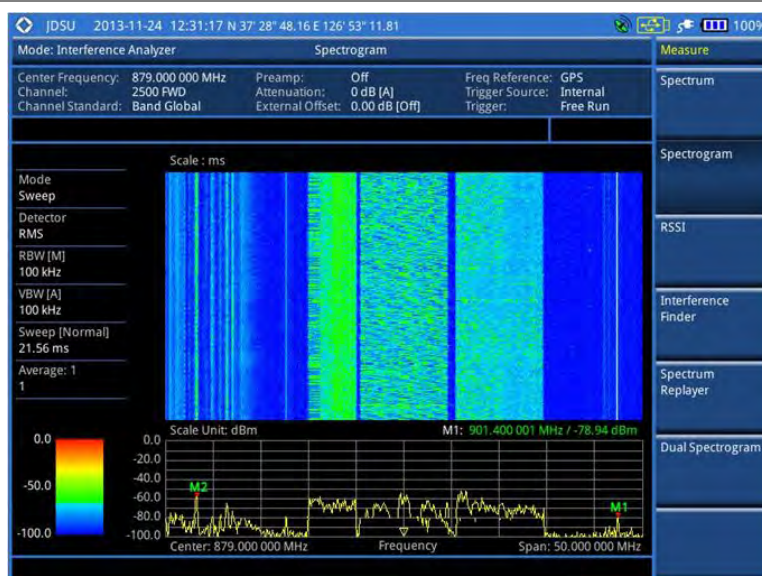 JDSU 2013-11-24 12:31:17 N 37' 28" 48.16 E 126' 53" 11.81 100%
Mode: Interference Analyzer Spectrogram
Center Frequency: 879.000 000 MHz Preamp: Off Freq Reference: GPS
Channel: 2500 FWD Attenuation: 0 dB [A] Trigger Source: Internal
Channel Standard: Band Global External Offset: 0.00 dB [Off] Trigger: Free Run
Scale : ms
Mode
Sweep
Detector
RMS
RBW [M]
100 kHz
VBW [A]
100 kHz
Sweep [Normal]
21.56 ms
Average: 1
1
Scale Unit: dBm M1: 901.400 001 MHz / -78.94 dBm
0.0
-50.0
-100.0
0.0
-20.0
-40.0
-60.0
-80.0
-100.0
M2
M1
Center: 879.000 000 MHz Frequency Span: 50.000 000 MHz
Measure
Spectrum
Spectrogram
RSSI
Interference
Finder
Spectrum
Replayer
Dual Spectrogram